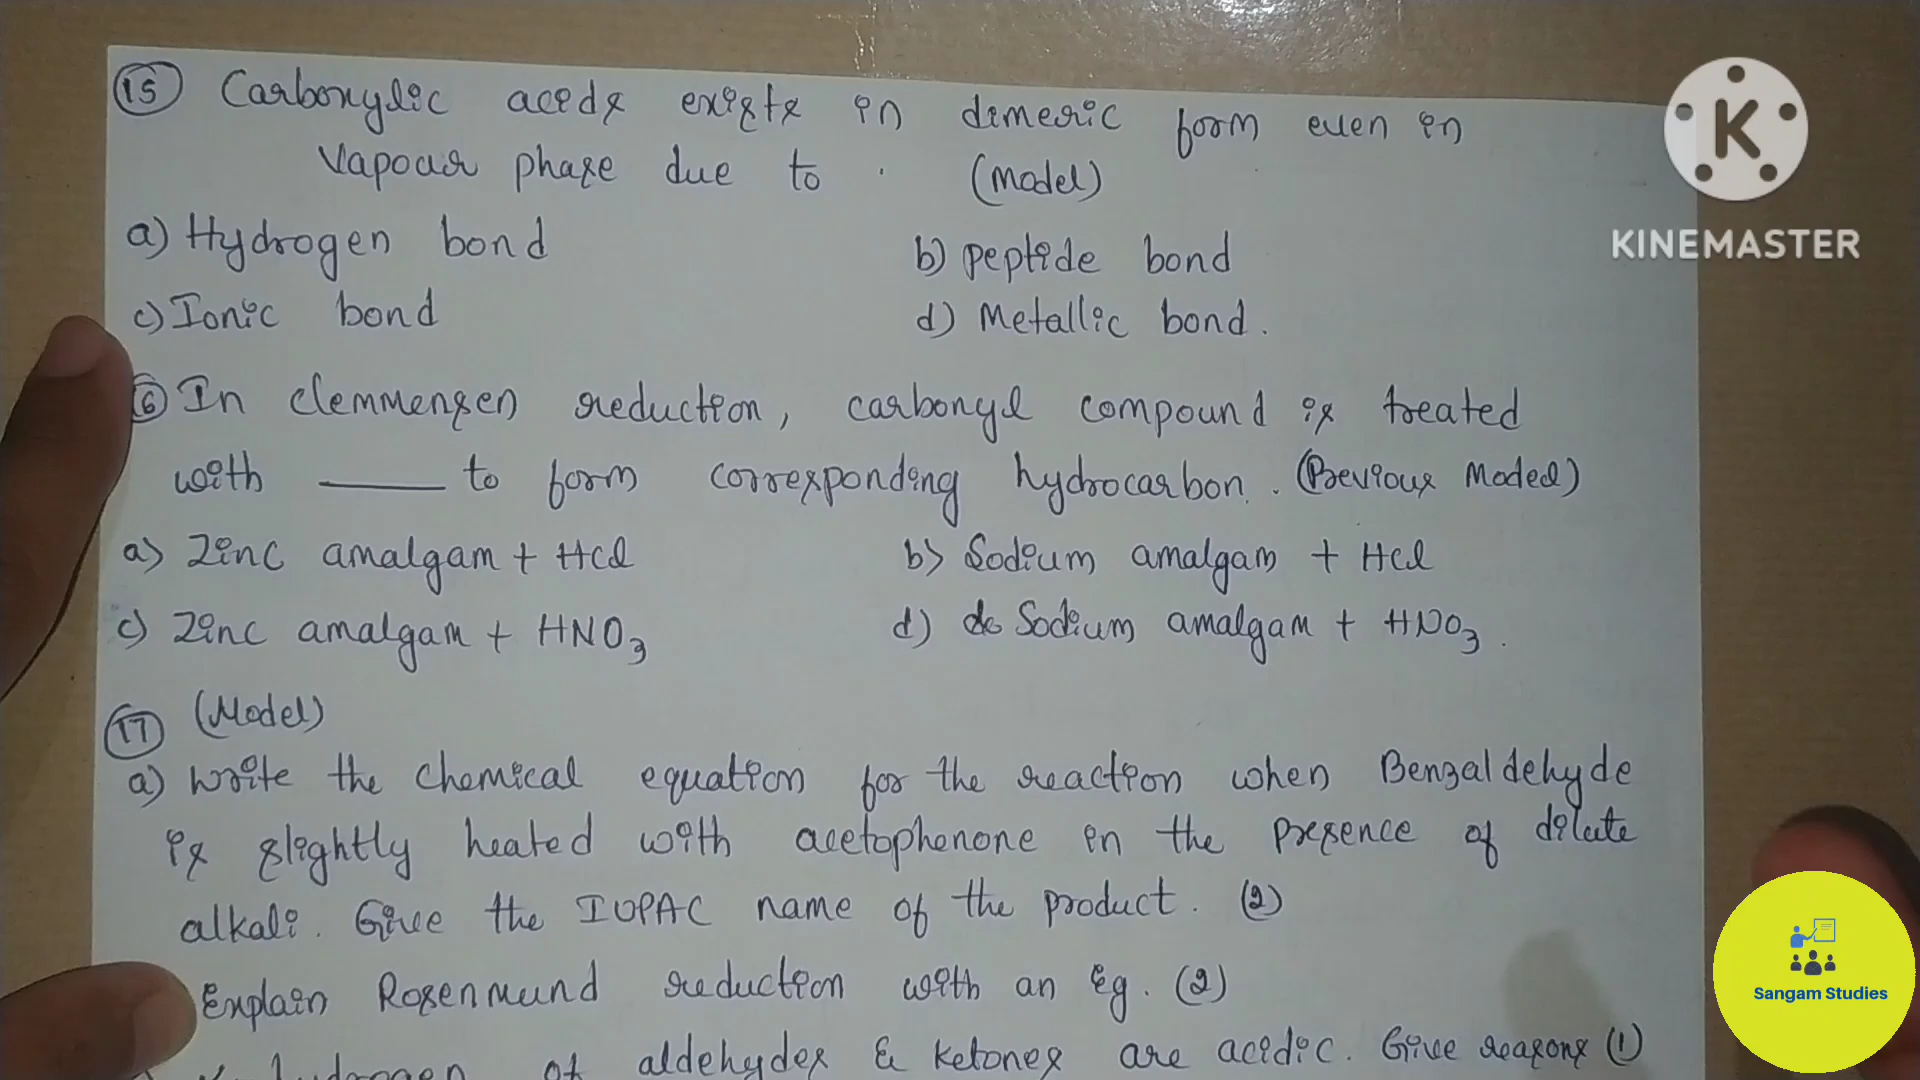 15 Carboxylic acids exists in dimeric form even in
Vapour phase due to . (Model)
a) Hydrogen bond b) peptide bond
c) Ionic bond d) Metallic bond.
6 In clemmensen reduction, carbonyl compound is treated
with ____ to form corresponding hydrocarbon. (Previous Model)
a) Zinc amalgam + HCl b) Sodium amalgam + HCl
c) Zinc amalgam + HNO3 d) Sodium amalgam + HNO3.
17 (Model)
a) Write the chemical equation for the reaction when Benzaldehyde
is slightly heated with acetophenone in the presence of dilute
alkali. Give the IUPAC name of the product. (2)
Explain Rosenmund reduction with an Eg. (2)
hydrogen of aldehydes & ketones are acidic. Give reasons (1)
K
KINEMASTER
Sangam Studies